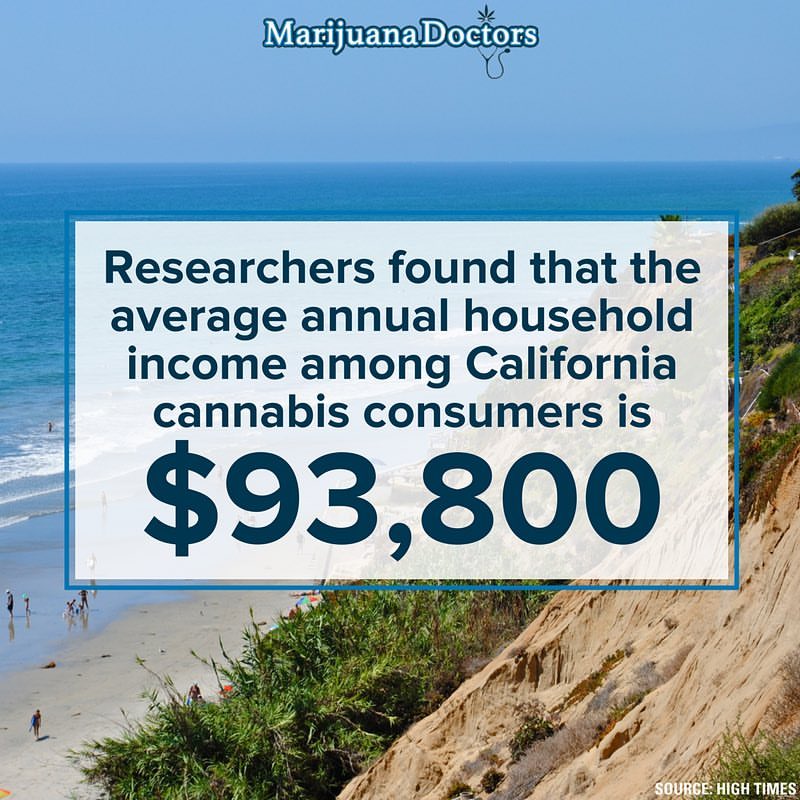 MarijuanaDoctors
Researchers found that the
average annual household
income among California
cannabis consumers is
$93,800
SOURCE: HIGH TIMES